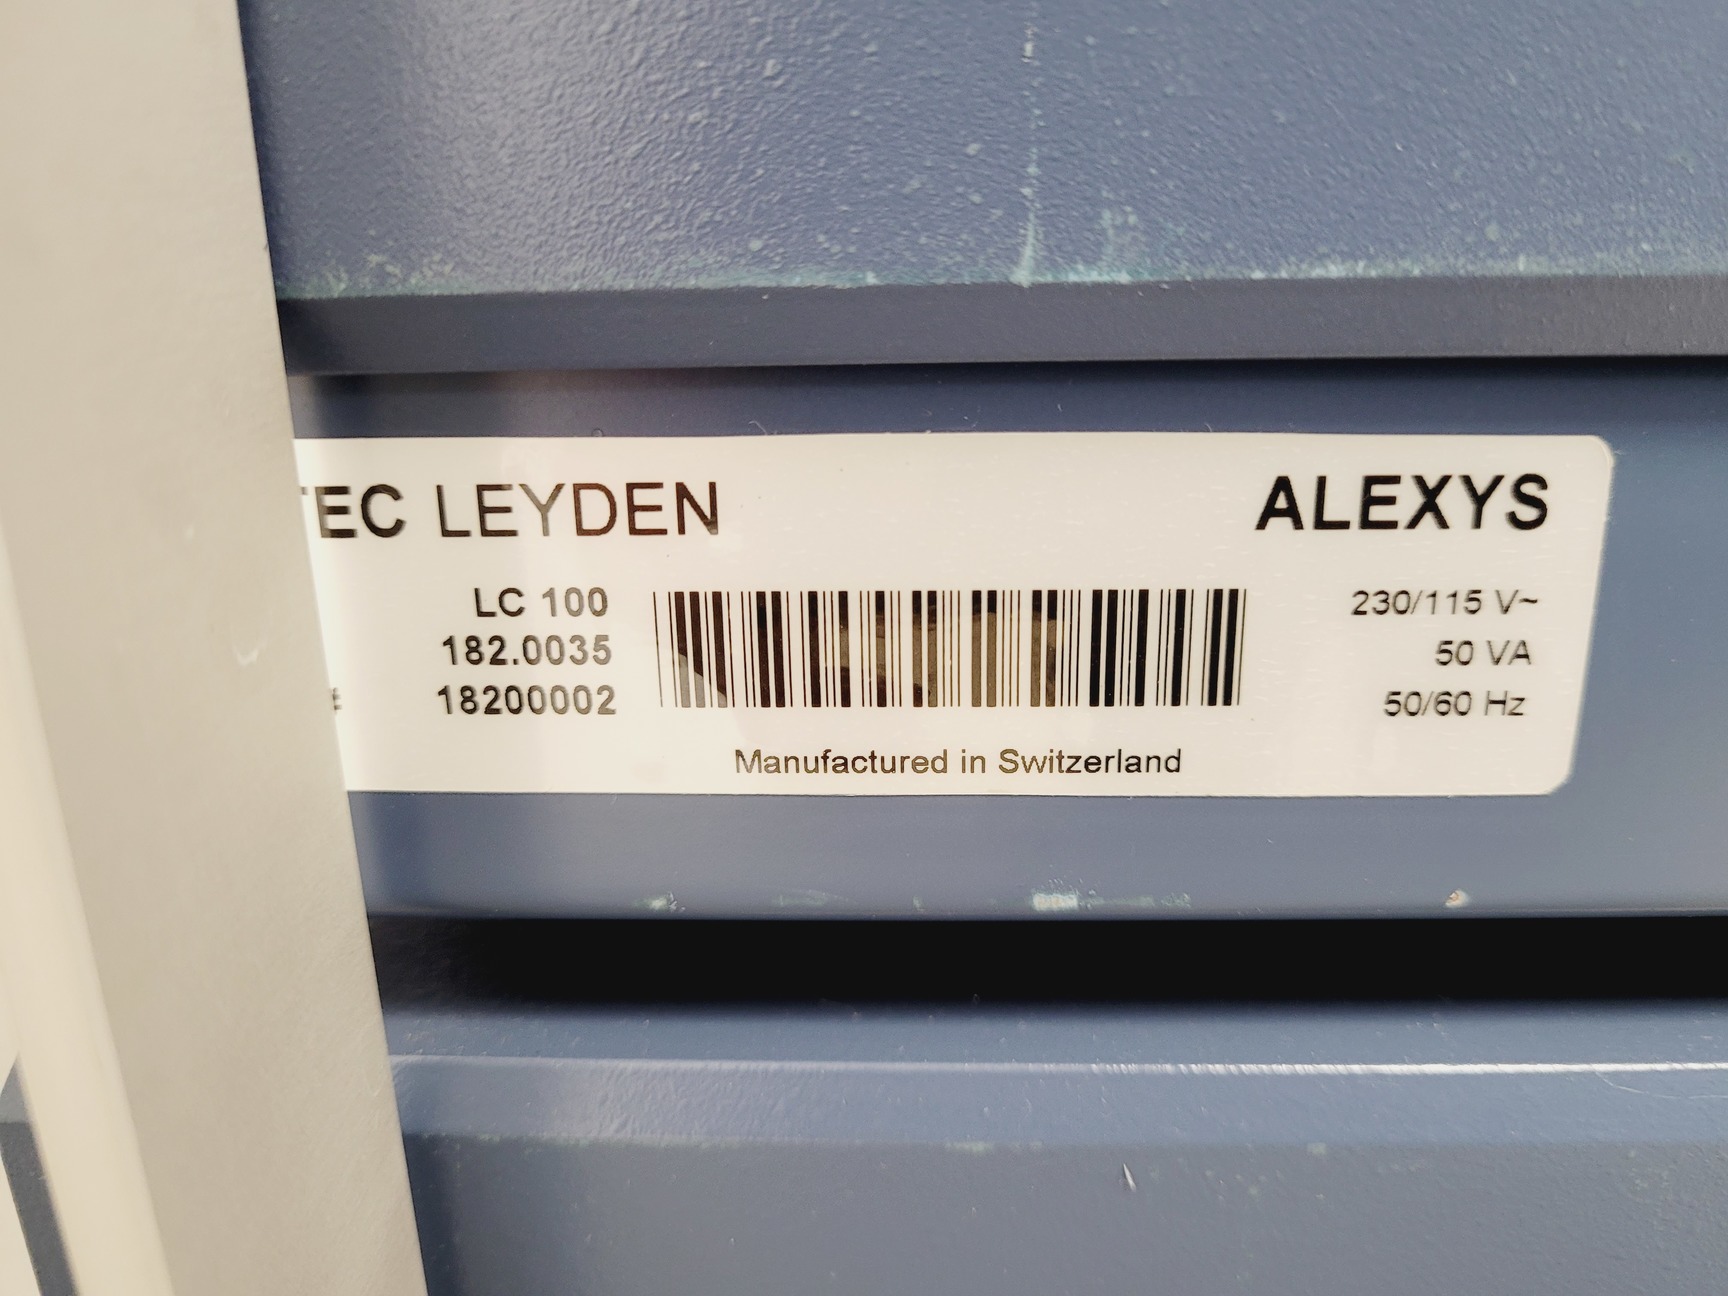 TEC LEYDEN ALEXYS
LC 100 230/115 V~
182.0035 50 VA
# 18200002 50/60 Hz
Manufactured in Switzerland